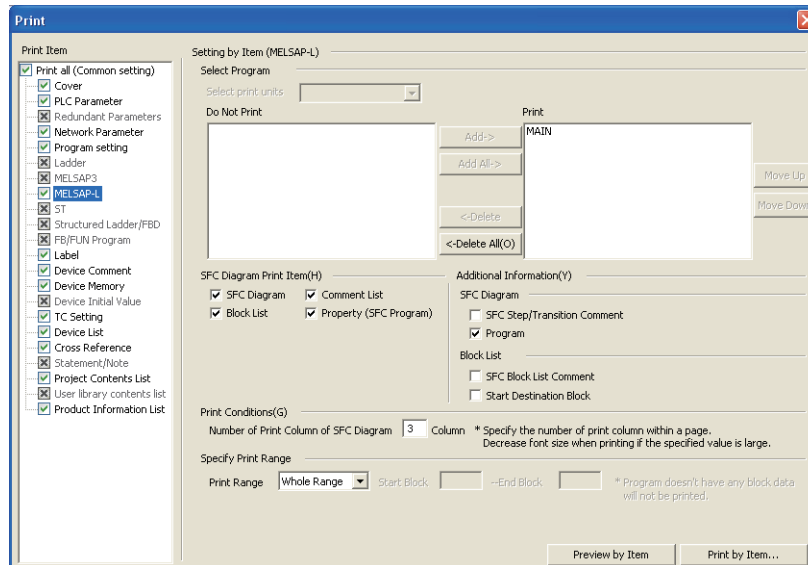 Print
Print Item
Print all (Common setting)
Cover
PLC Parameter
Redundant Parameters
Network Parameter
Program setting
Ladder
MELSAP3
MELSAP-L
ST
Structured Ladder/FBD
FB/FUN Program
Label
Device Comment
Device Memory
Device Initial Value
TC Setting
Device List
Cross Reference
Statement/Note
Project Contents List
User library contents list
Product Information List
Setting by Item (MELSAP-L)
Select Program
Select print units
Do Not Print
Print
MAIN
Add->
Add All->
<-Delete
<-Delete All(O)
Move Up
Move Down
SFC Diagram Print Item(H)
SFC Diagram
Comment List
Block List
Property (SFC Program)
Additional Information(Y)
SFC Diagram
SFC Step/Transition Comment
Program
Block List
SFC Block List Comment
Start Destination Block
Print Conditions(G)
Number of Print Column of SFC Diagram 3 Column * Specify the number of print column within a page.
Decrease font size when printing if the specified value is large.
Specify Print Range
Print Range Whole Range Start Block --End Block * Program doesn't have any block data
will not be printed.
Preview by Item
Print by Item...